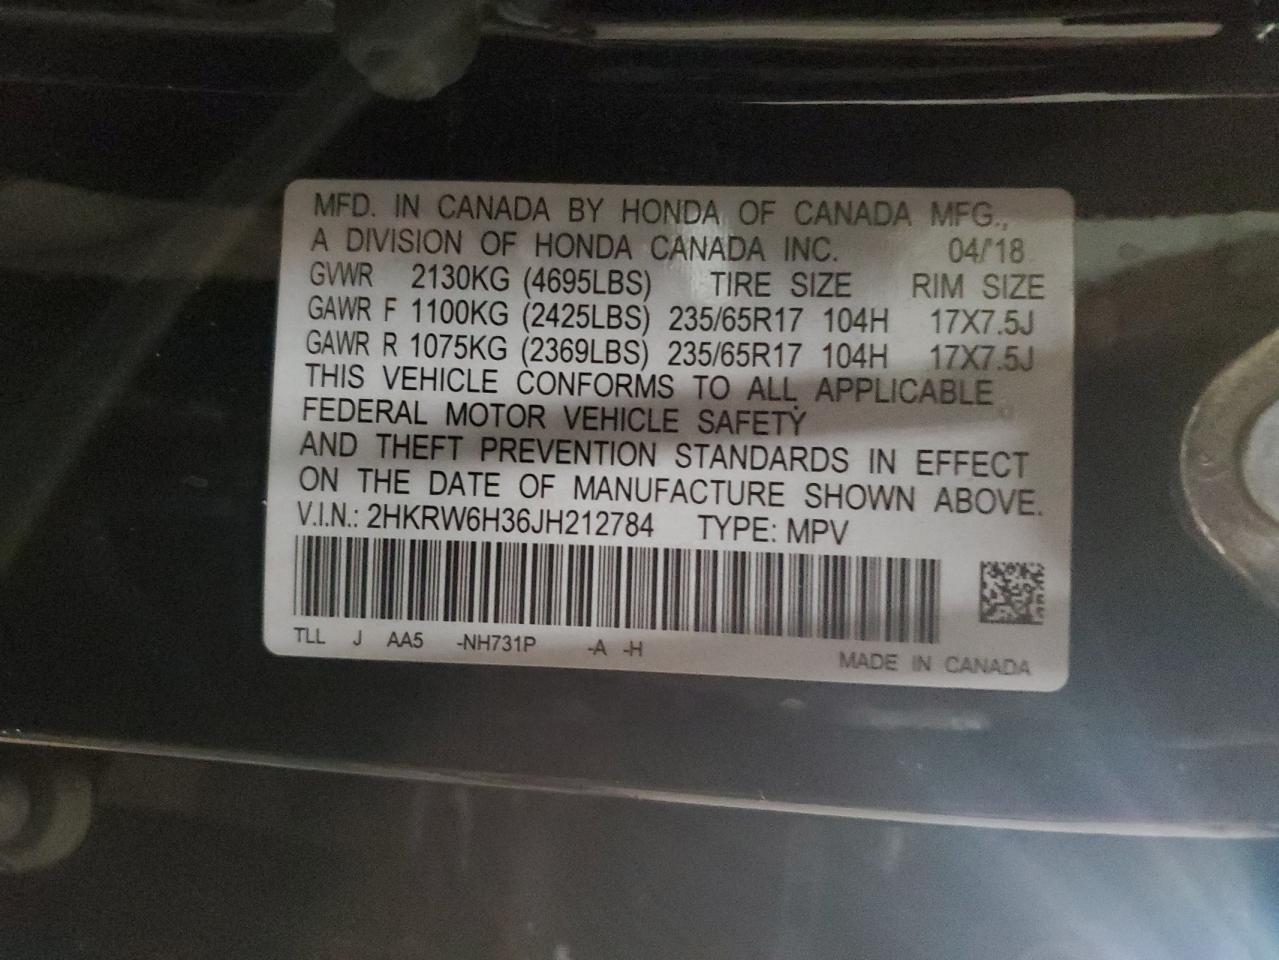 MFD. IN CANADA BY HONDA OF CANADA MFG.,
A DIVISION OF HONDA CANADA INC. 04/'18
GVWR 2130KG (4695LBS) TIRE SIZE RIM SIZE
GAWR F 1100KG (2425LBS) 235/65R17 104H 17X7.5J
GAWR R 1075KG (2369LBS) 235/65R17 104H 17X7.5J
THIS VEHICLE CONFORMS TO ALL APPLICABLE
FEDERAL MOTOR VEHICLE SAFETY
AND THEFT PREVENTION STANDARDS IN EFFECT
ON THE DATE OF MANUFACTURE SHOWN ABOVE.
V.I.N.: 2HKRW6H36JH212784 TYPE: MPV
TLL J AA5 -NH731P -A -H
MADE IN CANADA